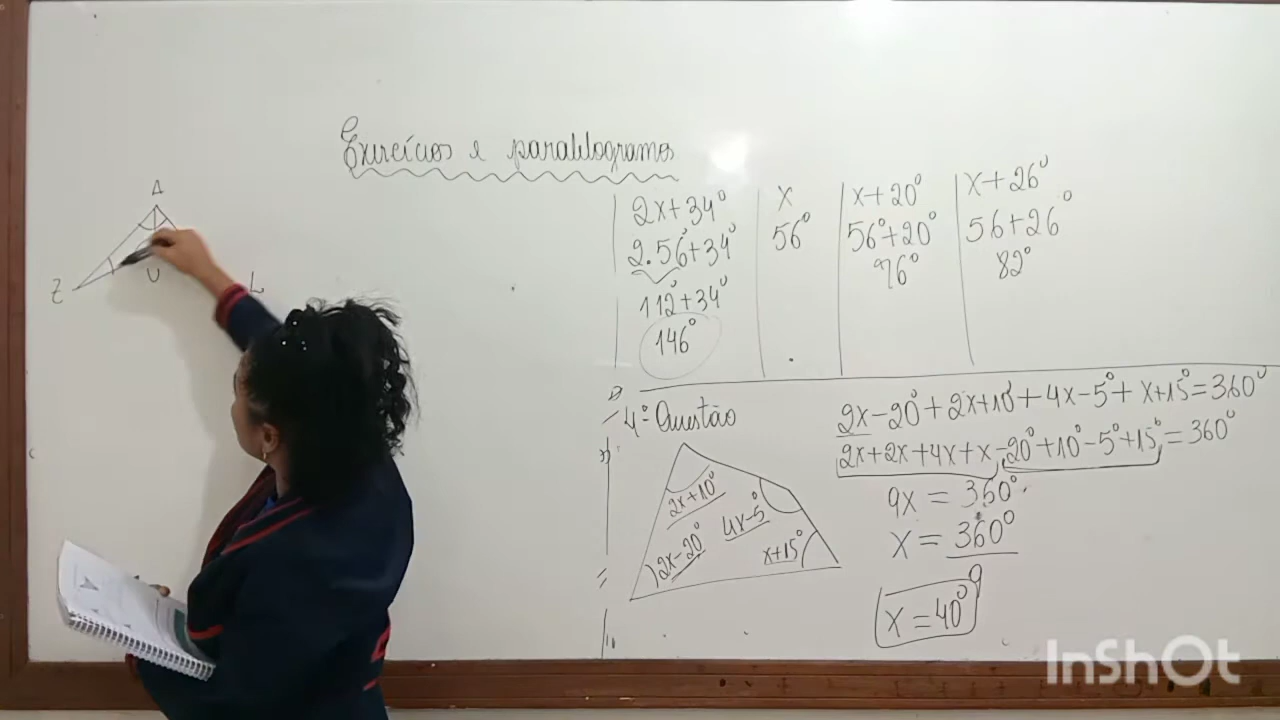 Exercícios e paralelogramos
A
Z
U
L
2x+34°
2.56°+34°
112°+34°
146°
x
56°
x+20°
56°+20°
76°
x+26°
56+26°
82°
4° Questão
2x+10°
4x-5°
2x-20°
x+15°
2x-20°+2x+10°+4x-5°+x+15°=360°
2x+2x+4x+x-20°+10°-5°+15°=360°
9x = 360°
x = 360°
9
x = 40°
InShOt